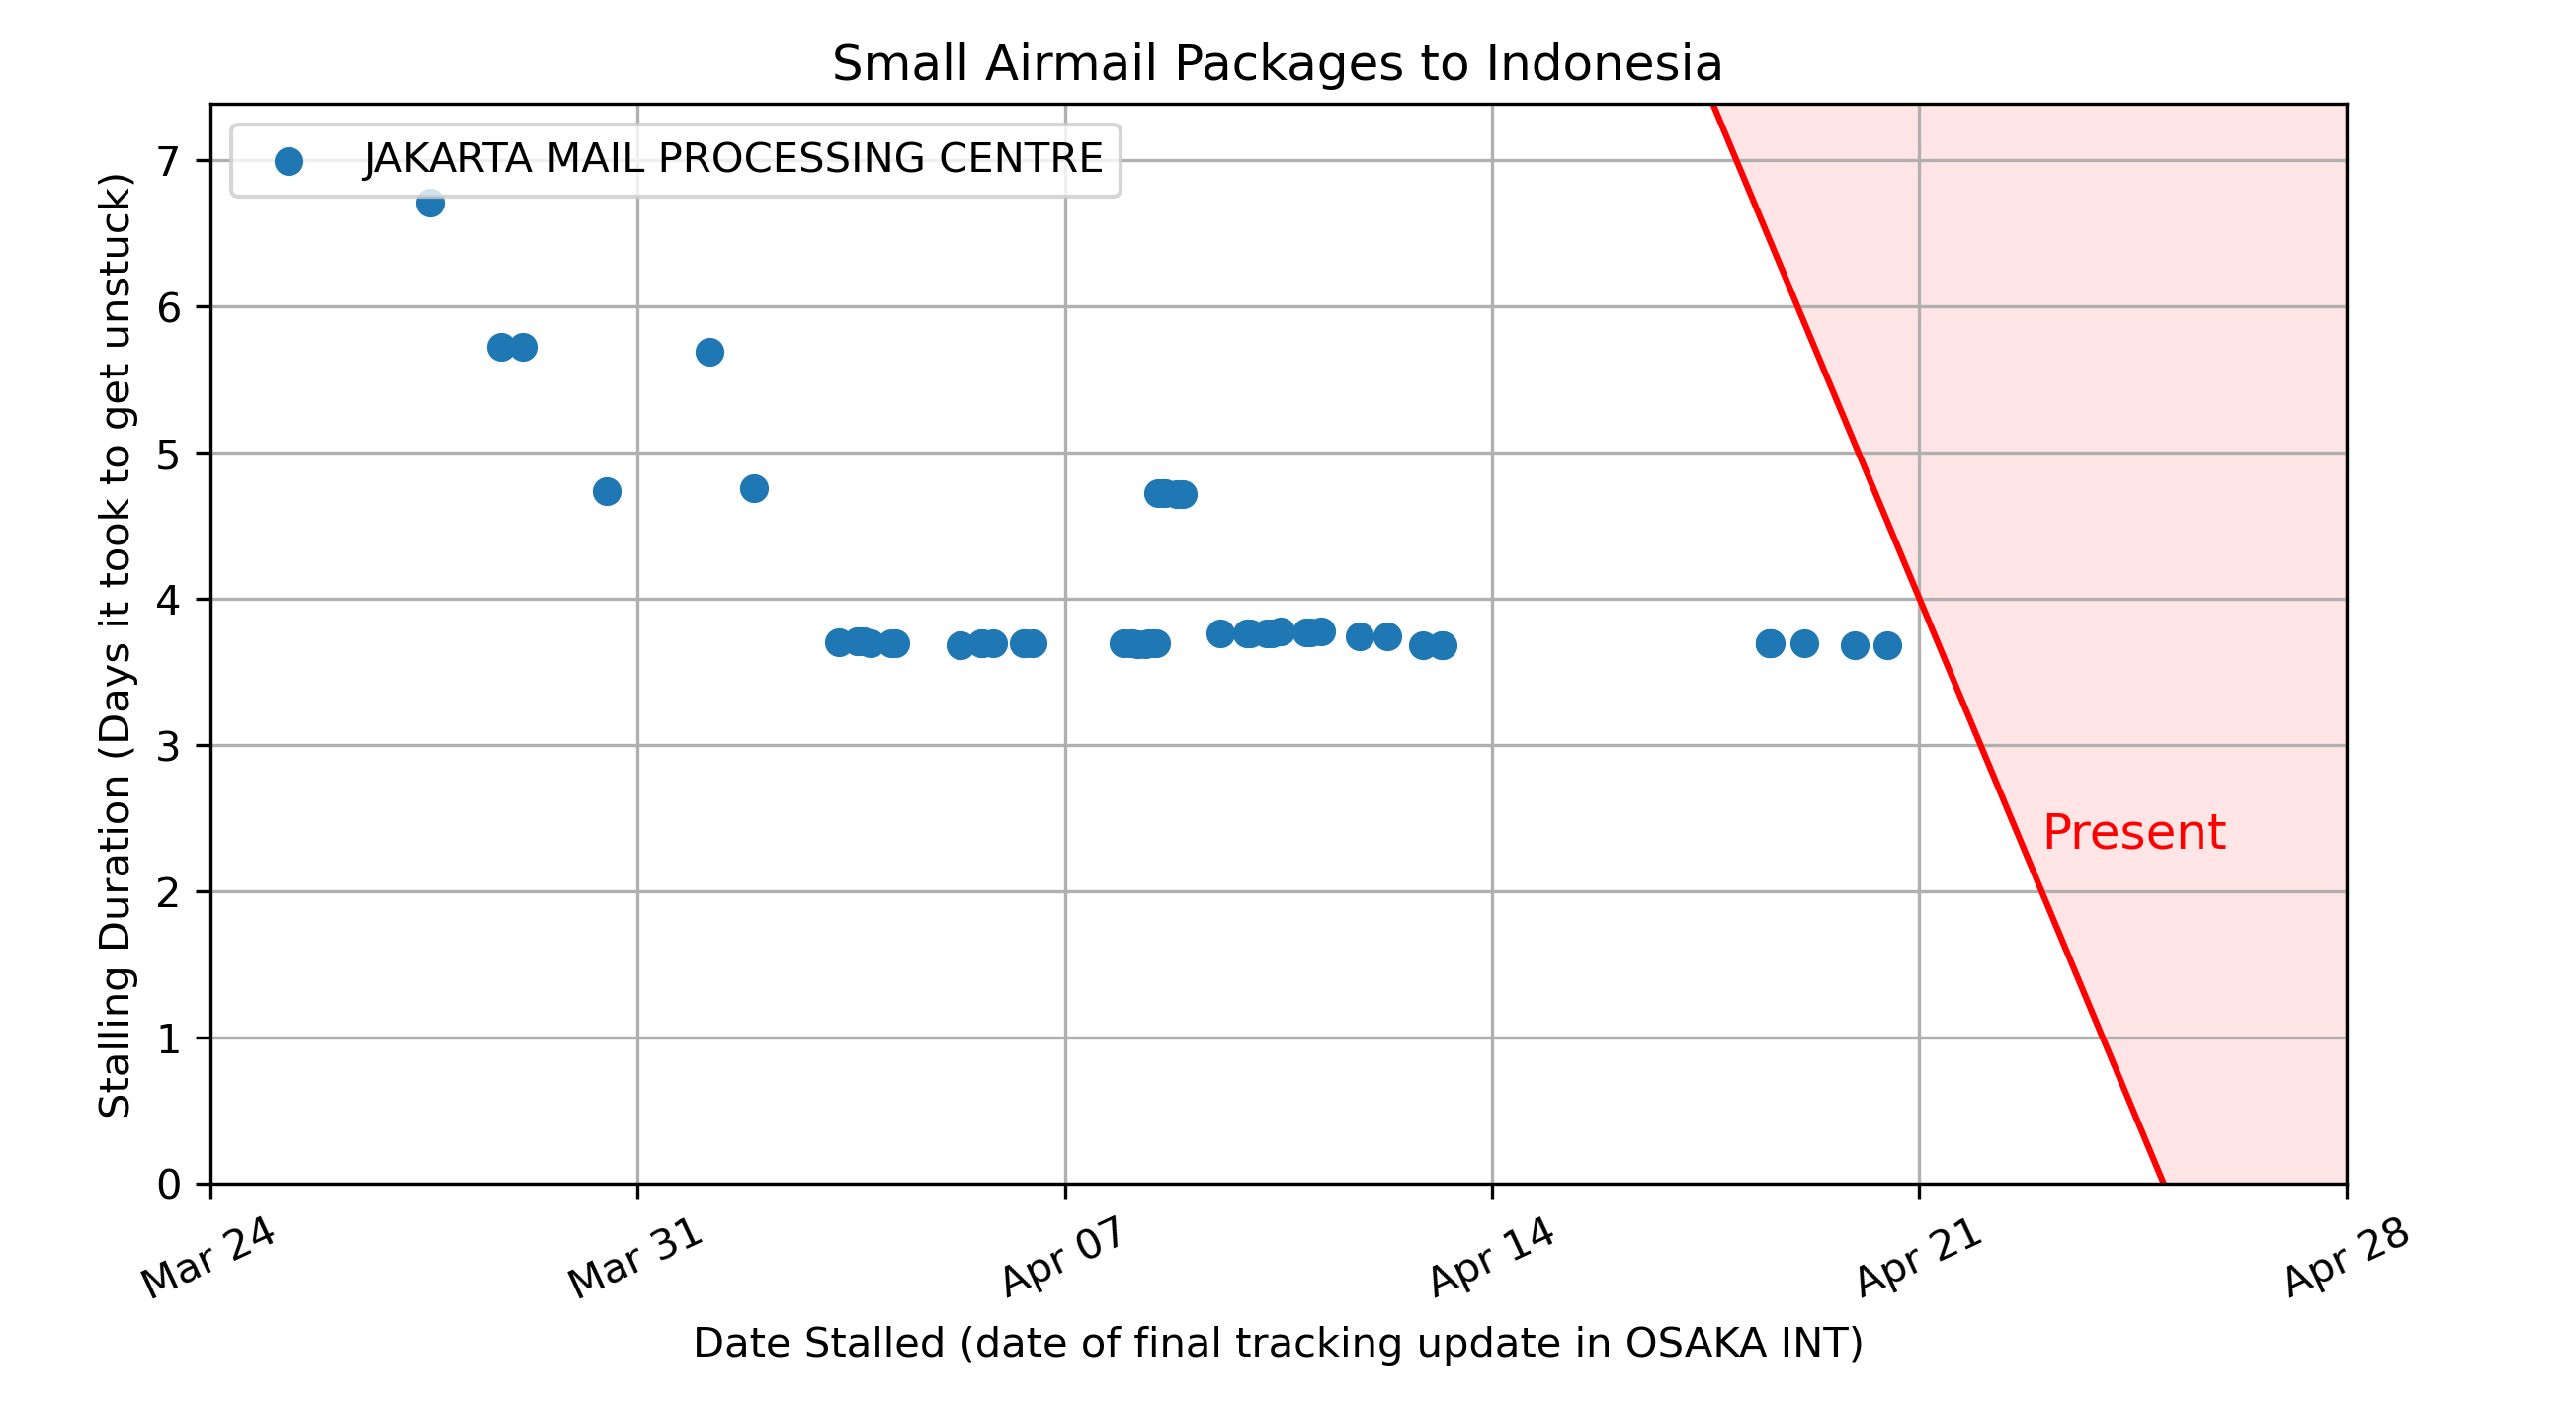 Small Airmail Packages to Indonesia
JAKARTA MAIL PROCESSING CENTRE
7
6
5
4
3
2
1
0
Stalling Duration (Days it took to get unstuck)
Present
Mar 24
Mar 31
Apr 07
Apr 14
Apr 21
Apr 28
Date Stalled (date of final tracking update in OSAKA INT)